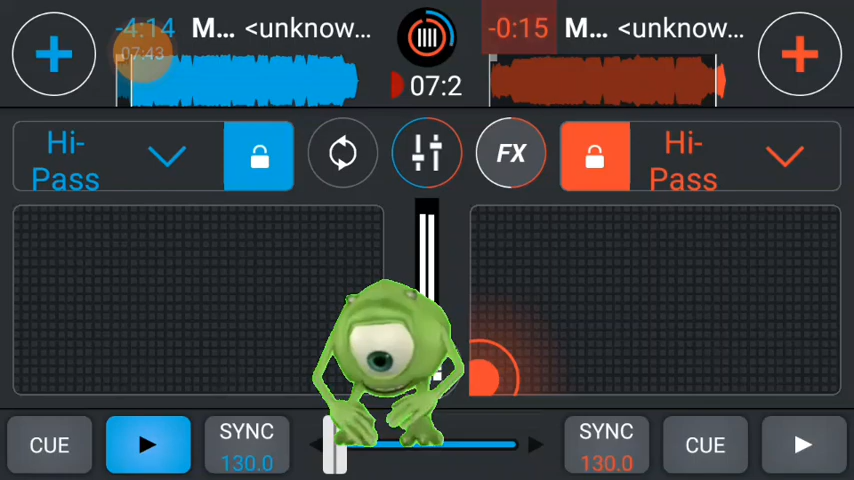 -4:14 M... <unknow...
07:43
07:2
-0:15 M... <unknow...
Hi-
Pass
FX
Hi-
Pass
CUE
SYNC
130.0
SYNC
130.0
CUE